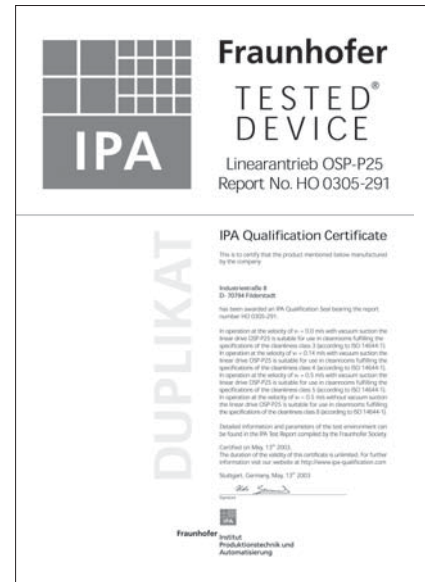 IPA
Fraunhofer
TESTED®
DEVICE
Linearantrieb OSP-P25
Report No. HO 0305-291
DUPLIKAT
IPA Qualification Certificate
This is to certify that the product mentioned below manufactured
by the company
Industriestraße 8
D- 70794 Filderstadt
has been awarded an IPA Qualification Seal bearing the report
number HO 0305-291.
In operation at the velocity of v= 0.0 m/s with vacuum suction the
linear drive OSP-P25 is suitable for use in cleanrooms fulfilling the
specifications of the cleanliness class 3 (according to ISO 14644-1).
In operation at the velocity of v= 0.14 m/s with vacuum suction the
linear drive OSP-P25 is suitable for use in cleanrooms fulfilling the
specifications of the cleanliness class 4 (according to ISO 14644-1).
In operation at the velocity of v= 0.5 m/s with vacuum suction the
linear drive OSP-P25 is suitable for use in cleanrooms fulfilling the
specifications of the cleanliness class 5 (according to ISO 14644-1).
In operation at the velocity of v= 0.5 m/s without vacuum suction
the linear drive OSP-P25 is suitable for use in cleanrooms fulfilling
the specifications of the cleanliness class 6 (according to ISO 14644-1).
Detailed information and parameters of the test environment can
be found in the IPA Test Report compiled by the Fraunhofer Society.
Certified on May, 13th 2003.
The duration of the validity of this certificate is unlimited. For further
information visit our website at http://www.ipa-qualification.com
Stuttgart, Germany, May, 13th 2003
IPA
Fraunhofer Institut
Produktionstechnik und
Automatisierung